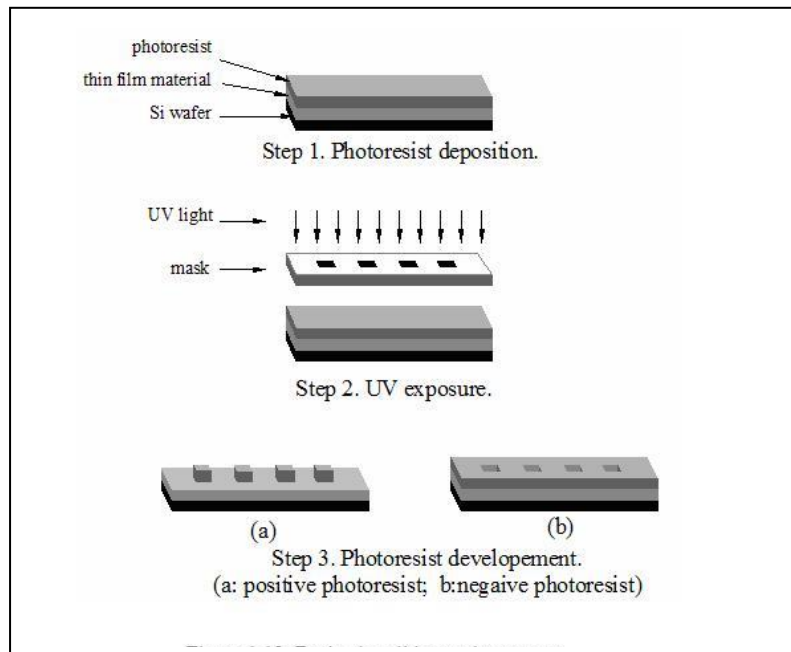 photoresist
thin film material
Si wafer
Step 1. Photoresist deposition.
UV light
mask
Step 2. UV exposure.
(a)
(b)
Step 3. Photoresist developement.
(a: positive photoresist; b:negaive photoresist)